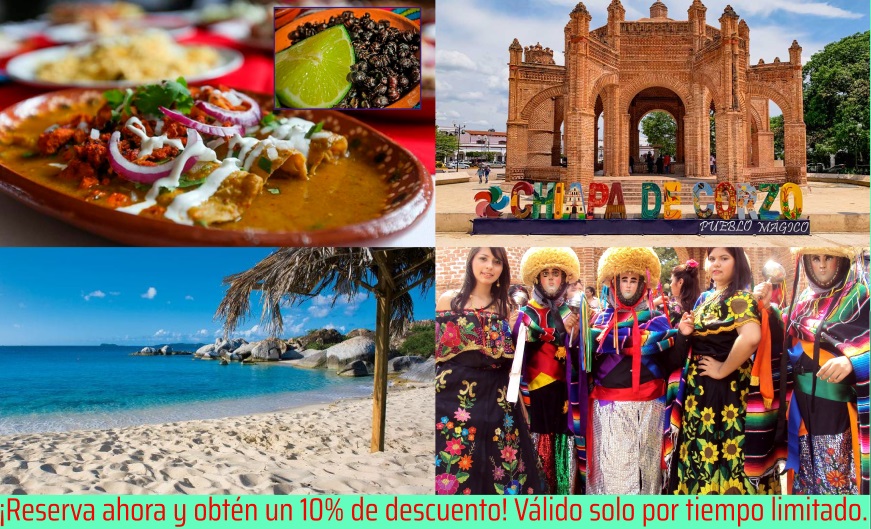 CHIAPA DE CORZO
PUEBLO MÁGICO
¡Reserva ahora y obtén un 10% de descuento! Válido solo por tiempo limitado.